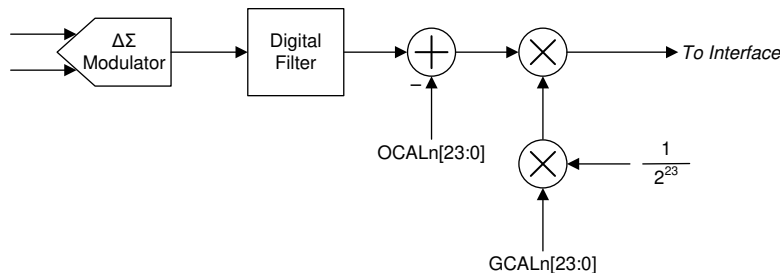 ΔΣ
Modulator
Digital
Filter
To Interface
–
OCALn[23:0]
1
2^23
GCALn[23:0]